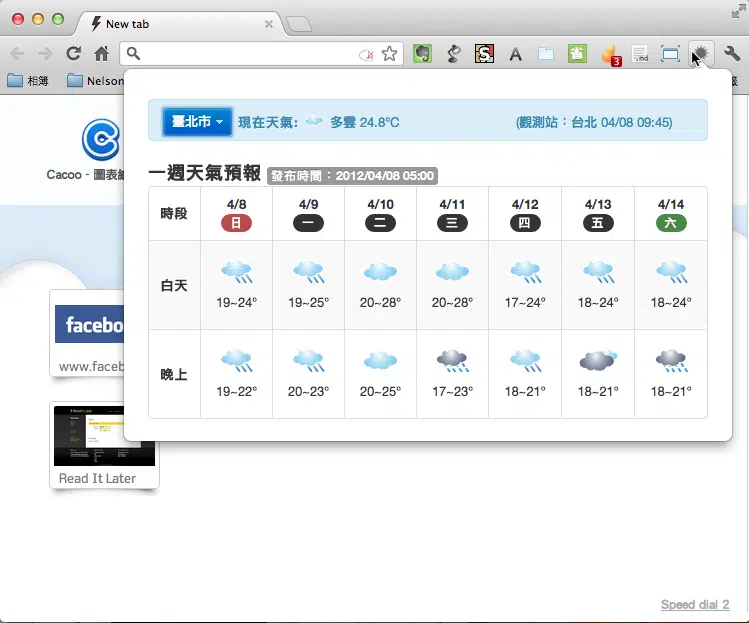 New tab
3
.md
相簿
Nelson
Cacoo - 圖表
臺北市
現在天氣: 多雲 24.8°C
(觀測站：台北 04/08 09:45)
一週天氣預報 發布時間：2012/04/08 05:00
時段 4/8 4/9 4/10 4/11 4/12 4/13 4/14
日 一 二 三 四 五 六
白天 19~24° 19~25° 20~28° 20~28° 17~24° 18~24° 18~24°
晚上 19~22° 20~23° 20~25° 17~23° 18~21° 18~21° 18~21°
facebo
www.faceb
Read It Later
Speed dial 2